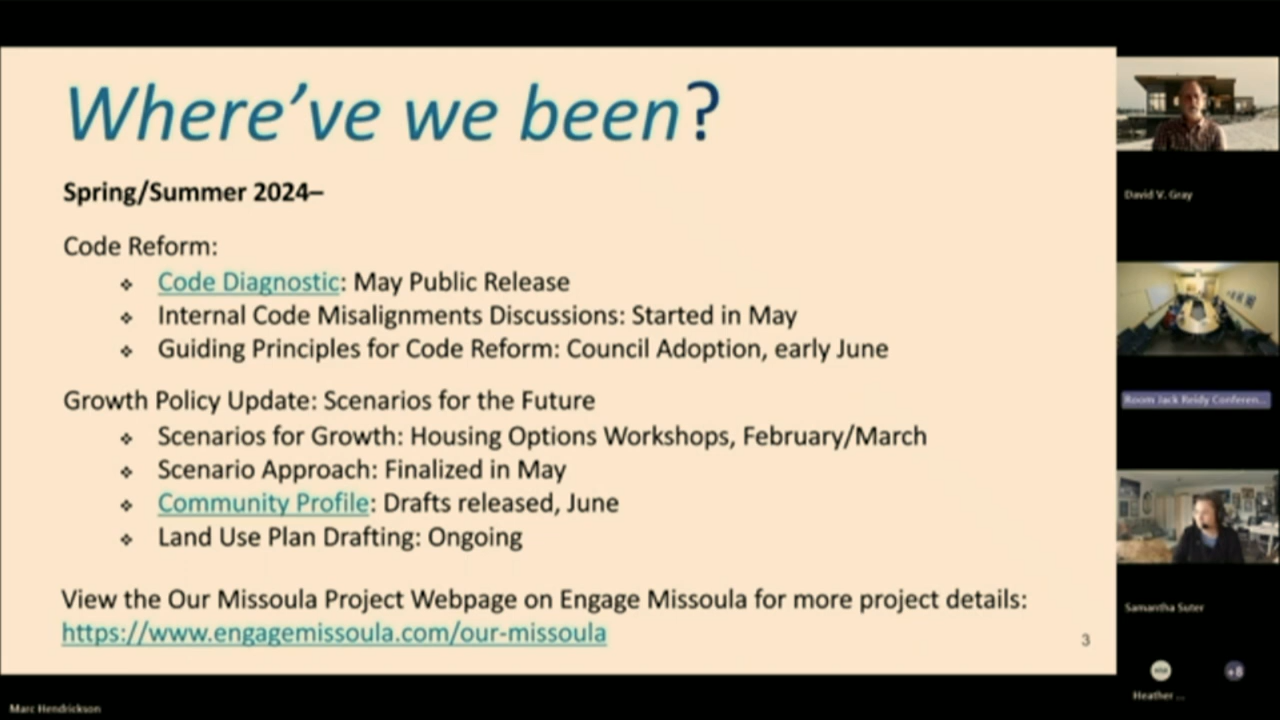 Where've we been?
Spring/Summer 2024–
Code Reform:
❖ Code Diagnostic: May Public Release
❖ Internal Code Misalignments Discussions: Started in May
❖ Guiding Principles for Code Reform: Council Adoption, early June
Growth Policy Update: Scenarios for the Future
❖ Scenarios for Growth: Housing Options Workshops, February/March
❖ Scenario Approach: Finalized in May
❖ Community Profile: Drafts released, June
❖ Land Use Plan Drafting: Ongoing
View the Our Missoula Project Webpage on Engage Missoula for more project details:
https://www.engagemissoula.com/our-missoula
3
David V. Gray
Room Jack Reidy Conferen...
Samantha Suter
+8
Heather ...
Marc Hendrickson